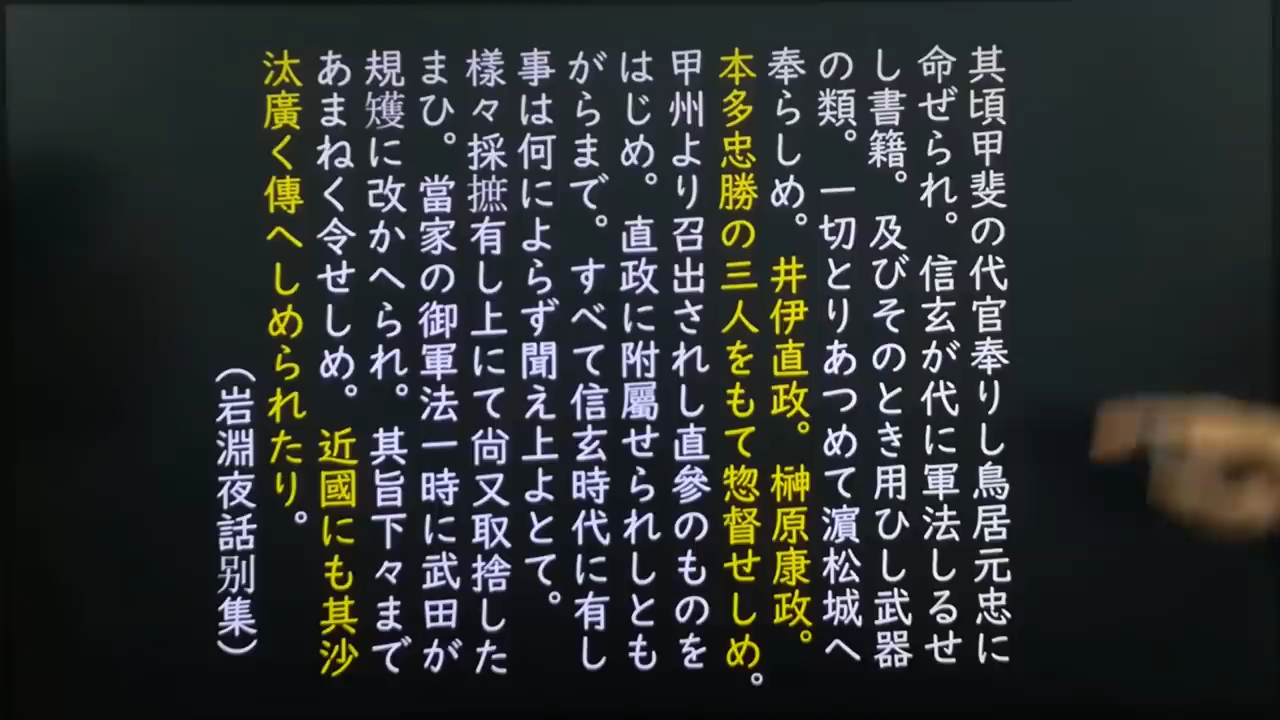 其頃甲斐の代官奉りし鳥居元忠に
命ぜられ。信玄が代に軍法しるせ
し書籍。及びそのとき用ひし武器
の類。一切とりあつめて濵松城へ
奉らしめ。井伊直政。榊原康政。
本多忠勝の三人をもて惣督せしめ。
甲州より召出されし直參のものを
はじめ。直政に附屬せられしとも
がらまで。すべて信玄時代に有し
事は何によらず聞え上よとて。
樣々採摭有し上にて尙又取捨した
まひ。當家の御軍法一時に武田が
規矱に改かへられ。其旨下々まで
あまねく令せしめ。近國にも其沙
汰廣く傳へしめられたり。
（岩淵夜話別集）